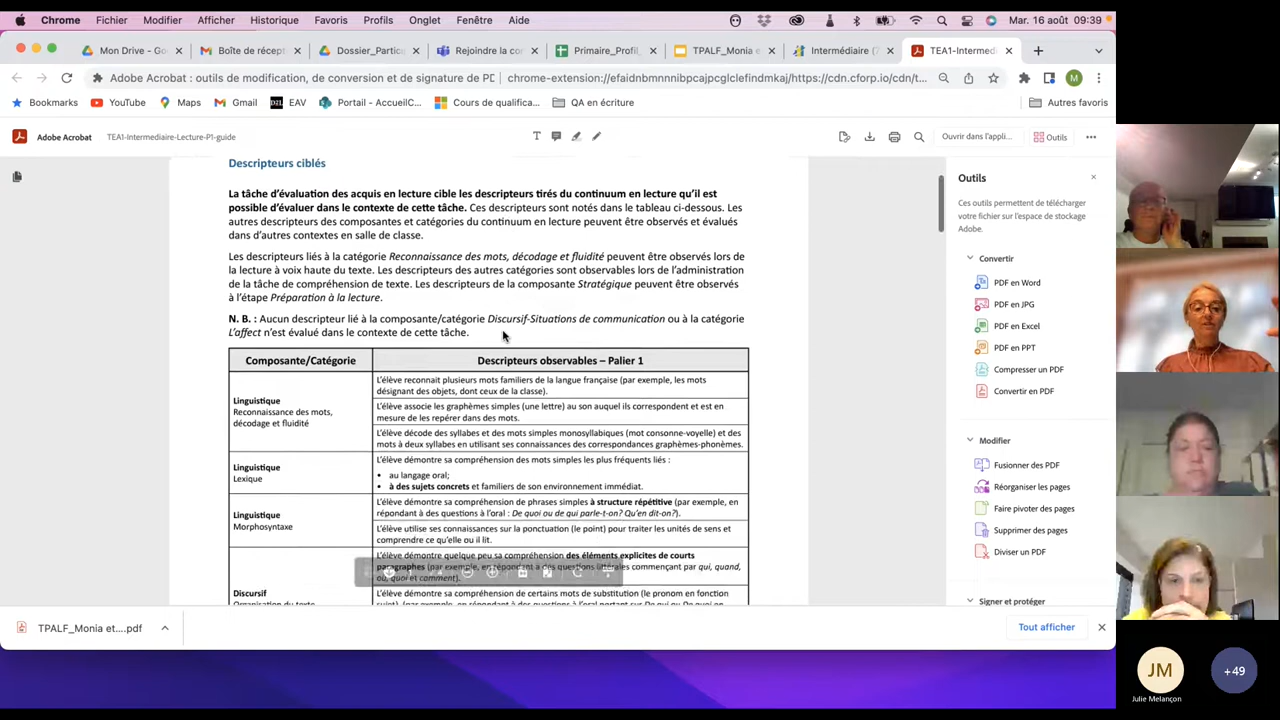 Chrome Fichier Modifier Afficher Historique Favoris Profils Onglet Fenêtre Aide Mar. 16 août 09:39
Mon Drive - Go Boîte de récept Dossier_Partic Rejoindre la co Primaire_Profil_ TPALF_Monia e Intermédiaire (7 TEA1-Intermed
Adobe Acrobat : outils de modification, de conversion et de signature de PD chrome-extension://efaidnbmnnnibpcajpcglclefindmkaj/https://cdn.cforp.io/cdn/t... M
Bookmarks YouTube Maps Gmail D2L EAV Portail - AccueilC... Cours de qualifica... QA en écriture Autres favoris
Adobe Acrobat TEA1-Intermediaire-Lecture-P1-guide Ouvrir dans l'appli... Outils
Descripteurs ciblés
La tâche d'évaluation des acquis en lecture cible les descripteurs tirés du continuum en lecture qu'il est
possible d'évaluer dans le contexte de cette tâche. Ces descripteurs sont notés dans le tableau ci-dessous. Les
autres descripteurs des composantes et catégories du continuum en lecture peuvent être observés et évalués
dans d'autres contextes en salle de classe.
Les descripteurs liés à la catégorie Reconnaissance des mots, décodage et fluidité peuvent être observés lors de
la lecture à voix haute du texte. Les descripteurs des autres catégories sont observables lors de l'administration
de la tâche de compréhension de texte. Les descripteurs de la composante Stratégique peuvent être observés
à l'étape Préparation à la lecture.
N. B. : Aucun descripteur lié à la composante/catégorie Discursif-Situations de communication ou à la catégorie
L'affect n'est évalué dans le contexte de cette tâche.
Composante/Catégorie Descripteurs observables – Palier 1
Linguistique
Reconnaissance des mots,
décodage et fluidité
L'élève reconnait plusieurs mots familiers de la langue française (par exemple, les mots
désignant des objets, dont ceux de la classe).
L'élève associe les graphèmes simples (une lettre) au son auquel ils correspondent et est en
mesure de les repérer dans des mots.
L'élève décode des syllabes et des mots simples monosyllabiques (mot consonne-voyelle) et des
mots à deux syllabes en utilisant ses connaissances des correspondances graphèmes-phonèmes.
Linguistique
Lexique
L'élève démontre sa compréhension des mots simples les plus fréquents liés :
• au langage oral;
• à des sujets concrets et familiers de son environnement immédiat.
Linguistique
Morphosyntaxe
L'élève démontre sa compréhension de phrases simples à structure répétitive (par exemple, en
répondant à des questions à l'oral : De quoi ou de qui parle-t-on? Qu'en dit-on?).
L'élève utilise ses connaissances sur la ponctuation (le point) pour traiter les unités de sens et
comprendre ce qu'elle ou il lit.
Discursif
L'élève démontre quelque peu sa compréhension des éléments explicites de courts
paragraphes (par exemple, en répondant à des questions littérales commençant par qui, quand,
où, quoi et comment).
L'élève démontre sa compréhension de certains mots de substitution (le pronom en fonction
Outils
Ces outils permettent de télécharger
votre fichier sur l'espace de stockage
Adobe.
Convertir
PDF en Word
PDF en JPG
PDF en Excel
PDF en PPT
Compresser un PDF
Convertir en PDF
Modifier
Fusionner des PDF
Réorganiser les pages
Faire pivoter des pages
Supprimer des pages
Diviser un PDF
Signer et protéger
TPALF_Monia et....pdf Tout afficher
JM
+49
Julie Melançon